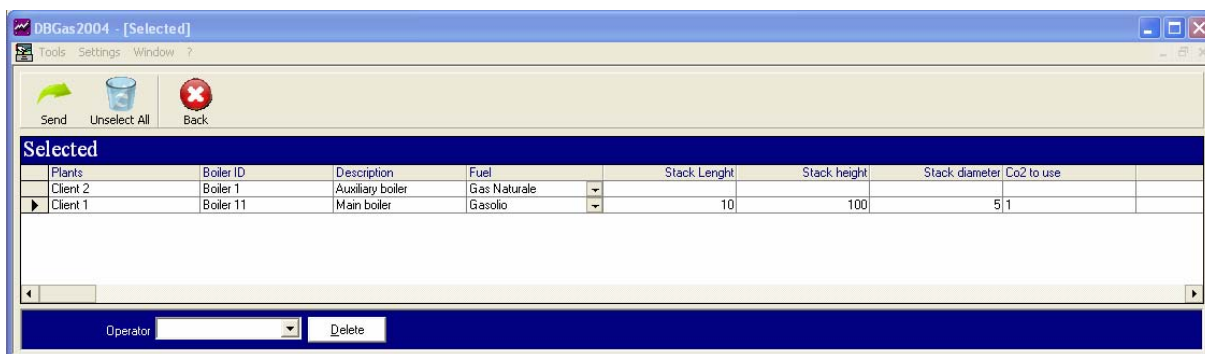 DBGas2004 - [Selected]
Tools Settings Window ?
Send Unselect All Back
Selected
Plants Boiler ID Description Fuel Stack Lenght Stack height Stack diameter Co2 to use
Client 2 Boiler 1 Auxiliary boiler Gas Naturale
Client 1 Boiler 11 Main boiler Gasolio 10 100 5 1
Operator Delete